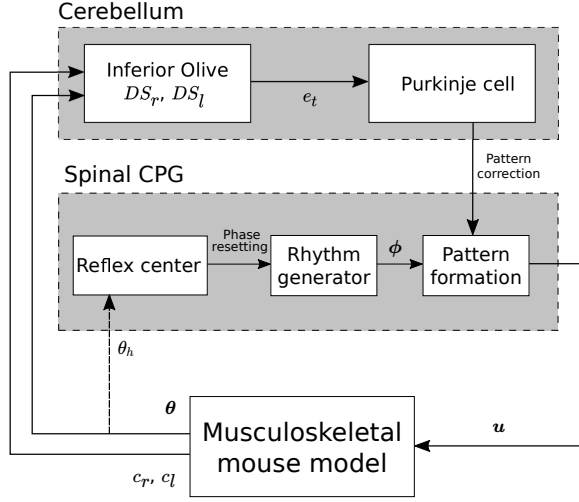 Cerebellum
Inferior Olive
DS_r, DS_l
e_t
Purkinje cell
Pattern
correction
Spinal CPG
Reflex center
Phase
resetting
Rhythm
generator
ϕ
Pattern
formation
θ_h
θ
Musculoskeletal
mouse model
u
c_r, c_l